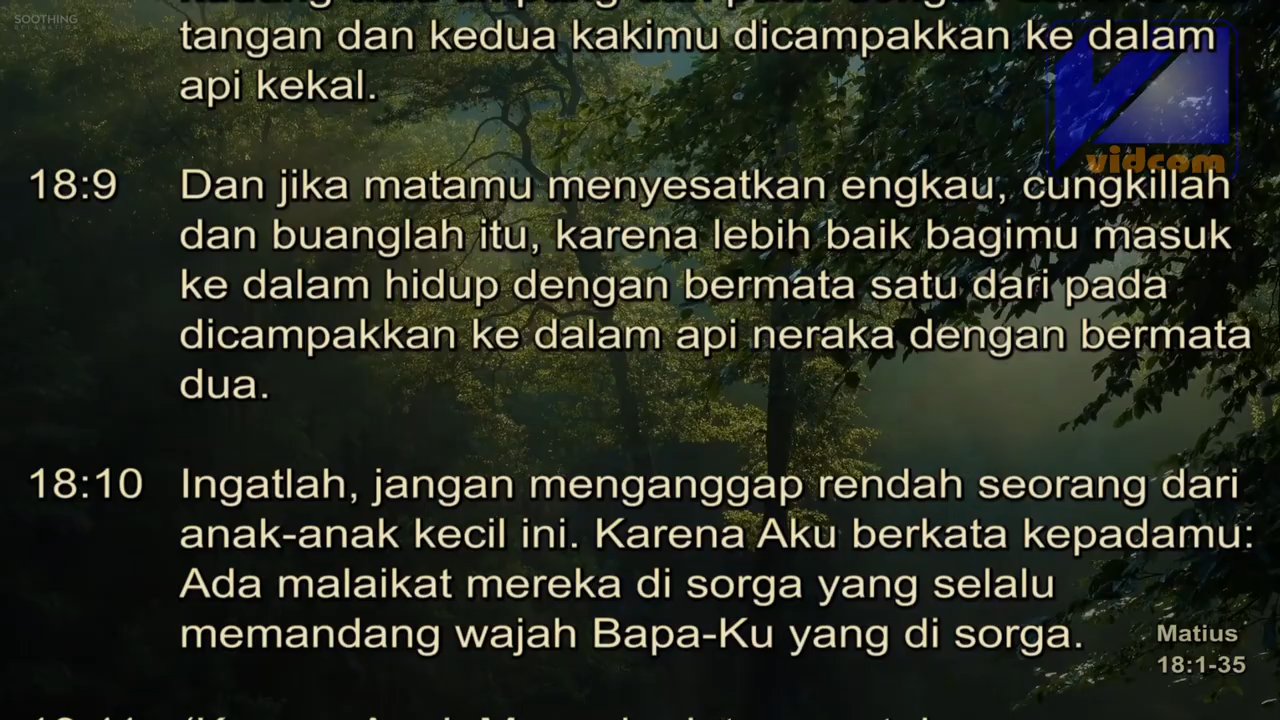 SOOTHING
RELAXATION
tangan dan kedua kakimu dicampakkan ke dalam
api kekal.
vidcom
18:9 Dan jika matamu menyesatkan engkau, cungkillah
dan buanglah itu, karena lebih baik bagimu masuk
ke dalam hidup dengan bermata satu dari pada
dicampakkan ke dalam api neraka dengan bermata
dua.
18:10 Ingatlah, jangan menganggap rendah seorang dari
anak-anak kecil ini. Karena Aku berkata kepadamu:
Ada malaikat mereka di sorga yang selalu
memandang wajah Bapa-Ku yang di sorga.
Matius
18:1-35